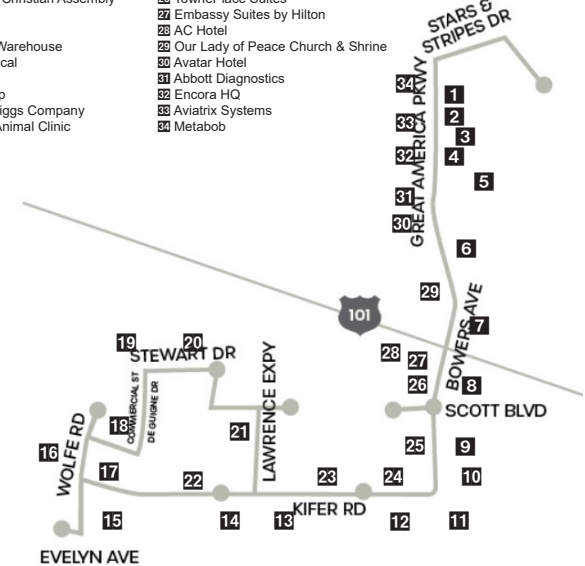 Christian Assembly
Warehouse
cal
p
iggs Company
Animal Clinic
26 TownePlace Suites
27 Embassy Suites by Hilton
28 AC Hotel
29 Our Lady of Peace Church & Shrine
30 Avatar Hotel
31 Abbott Diagnostics
32 Encora HQ
33 Aviatrix Systems
34 Metabob
STARS &
STRIPES DR
GREAT AMERICA PKWY
34
1
2
33
3
32
4
5
31
30
6
29
101
BOWERS AVE
7
28
27
26
8
SCOTT BLVD
19
20
STEWART DR
COMMERCIAL ST
DE GUIGNE DR
LAWRENCE EXPY
18
21
WOLFE RD
16
17
25
9
22
23
24
10
KIFER RD
15
14
13
12
11
EVELYN AVE